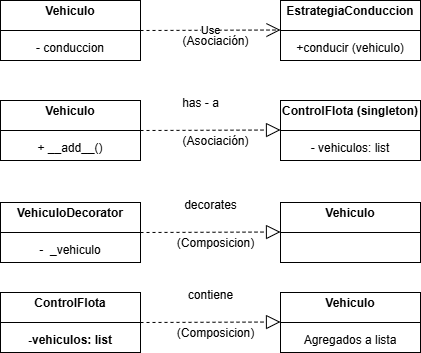 Vehiculo
- conduccion
Use
(Asociación)
EstrategiaConduccion
+conducir (vehiculo)
Vehiculo
+ __add__()
has - a
(Asociación)
ControlFlota (singleton)
- vehiculos: list
VehiculoDecorator
- _vehiculo
decorates
(Composicion)
Vehiculo
ControlFlota
-vehiculos: list
contiene
(Composicion)
Vehiculo
Agregados a lista